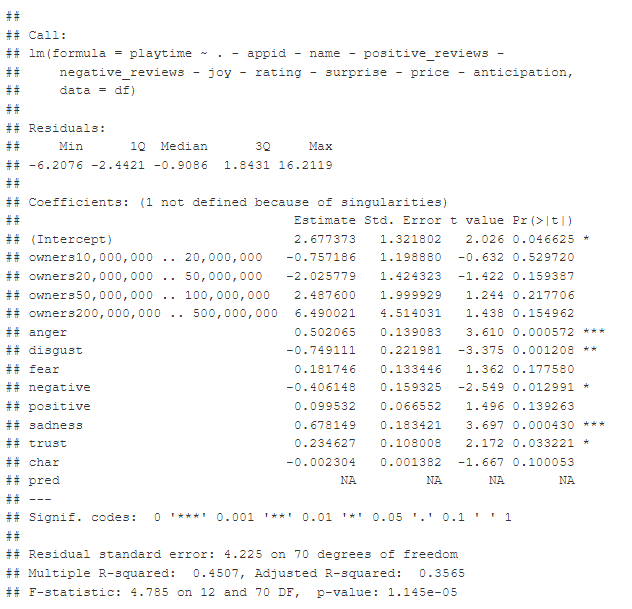 ##
## Call:
## lm(formula = playtime ~ . - appid - name - positive_reviews -
##     negative_reviews - joy - rating - surprise - price - anticipation,
##     data = df)
##
## Residuals:
##     Min      1Q  Median      3Q     Max
## -6.2076 -2.4421 -0.9086  1.8431 16.2119
##
## Coefficients: (1 not defined because of singularities)
##                                    Estimate Std. Error t value Pr(>|t|)
## (Intercept)                        2.677373   1.321802   2.026 0.046625 *
## owners10,000,000 .. 20,000,000    -0.757186   1.198880  -0.632 0.529720
## owners20,000,000 .. 50,000,000    -2.025779   1.424323  -1.422 0.159387
## owners50,000,000 .. 100,000,000    2.487600   1.999929   1.244 0.217706
## owners200,000,000 .. 500,000,000  6.490021   4.514031   1.438 0.154962
## anger                              0.502065   0.139083   3.610 0.000572 ***
## disgust                           -0.749111   0.221981  -3.375 0.001208 **
## fear                               0.181746   0.133446   1.362 0.177580
## negative                          -0.406148   0.159325  -2.549 0.012991 *
## positive                           0.099532   0.066552   1.496 0.139263
## sadness                            0.678149   0.183421   3.697 0.000430 ***
## trust                              0.234627   0.108008   2.172 0.033221 *
## char                              -0.002304   0.001382  -1.667 0.100053
## pred                                     NA         NA      NA       NA
## ---
## Signif. codes:  0 '***' 0.001 '**' 0.01 '*' 0.05 '.' 0.1 ' ' 1
##
## Residual standard error: 4.225 on 70 degrees of freedom
## Multiple R-squared:  0.4507, Adjusted R-squared:  0.3565
## F-statistic: 4.785 on 12 and 70 DF,  p-value: 1.145e-05